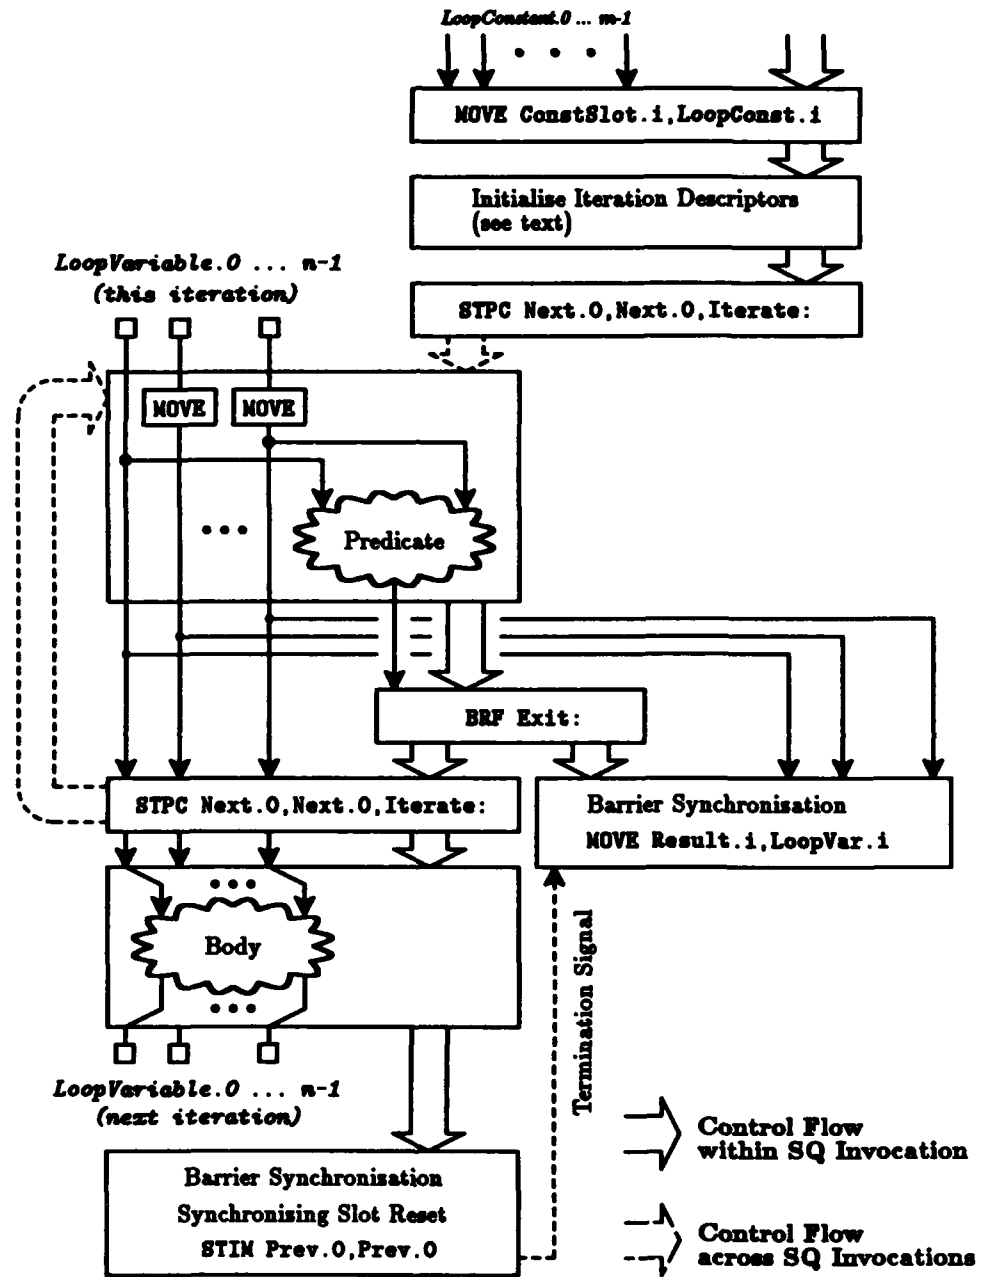 LoopConstant.0 ... m-1
MOVE ConstSlot.i,LoopConst.i
Initialise Iteration Descriptors
(see text)
LoopVariable.0 ... n-1
(this iteration)
STPC Next.0,Next.0,Iterate:
MOVE
MOVE
Predicate
BRF Exit:
STPC Next.0,Next.0,Iterate:
Barrier Synchronisation
MOVE Result.i,LoopVar.i
Body
Termination Signal
LoopVariable.0 ... n-1
(next iteration)
Control Flow
within SQ Invocation
Barrier Synchronisation
Synchronising Slot Reset
STIM Prev.0,Prev.0
Control Flow
across SQ Invocations